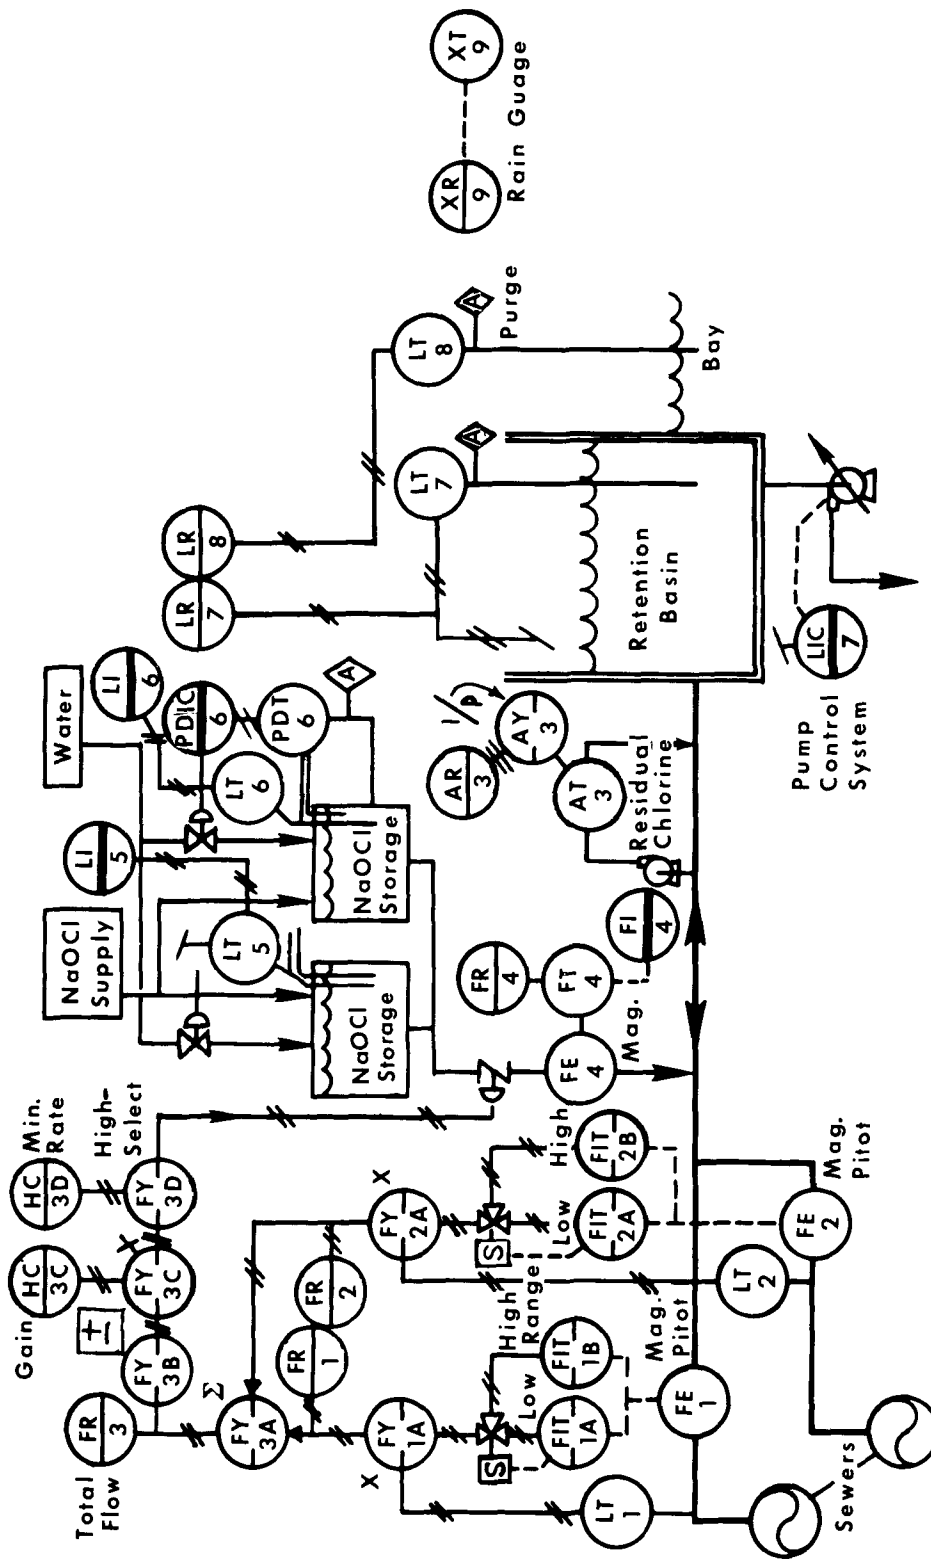 Total
Flow
FR
3
Gain
HC
3C
HC
3D
Min.
Rate
High-
Select
±
FY
3B
X
FY
3C
FY
3D
Σ
FY
3A
FR
1
FR
2
X
FY
1A
X
FY
2A
S
Low
High
Range
FIT
1A
FIT
1B
S
Low
High
FIT
2A
FIT
2B
LT
1
FE
1
Mag.
Pitot
LT
2
FE
2
Mag.
Pitot
Sewers
NaOCl
Supply
Water
LI
5
LI
6
PDIC
6
PDT
6
A
LT
5
LT
6
NaOCl
Storage
NaOCl
Storage
FE
4
FT
4
FR
4
FI
4
Mag.
AR
3
I/P
AY
3
AT
3
Residual
Chlorine
LR
7
LR
8
LT
7
A
LT
8
A
Purge
Retention
Basin
Bay
Pump
Control
System
LIC
7
XR
9
XT
9
Rain Guage